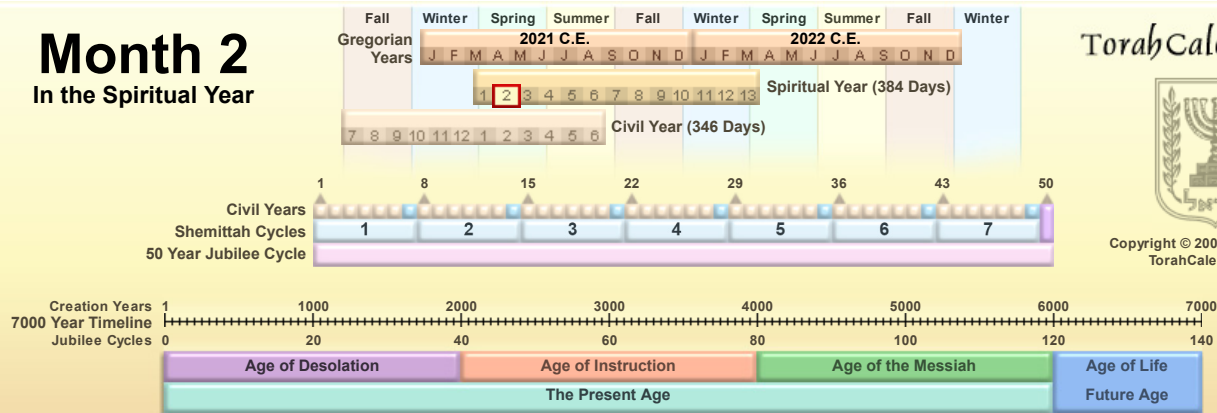 Month 2
In the Spiritual Year
Fall Winter Spring Summer Fall Winter Spring Summer Fall Winter
Gregorian Years
2021 C.E. 2022 C.E.
J F M A M J J A S O N D J F M A M J J A S O N D
1 2 3 4 5 6 7 8 9 10 11 12 13
Spiritual Year (384 Days)
7 8 9 10 11 12 1 2 3 4 5 6
Civil Year (346 Days)
1 8 15 22 29 36 43 50
Civil Years
Shemittah Cycles 1 2 3 4 5 6 7
50 Year Jubilee Cycle
Creation Years 1 1000 2000 3000 4000 5000 6000 7000
7000 Year Timeline
Jubilee Cycles 0 20 40 60 80 100 120 140
Age of Desolation Age of Instruction Age of the Messiah Age of Life
The Present Age Future Age
TorahCale
Copyright © 200
TorahCale